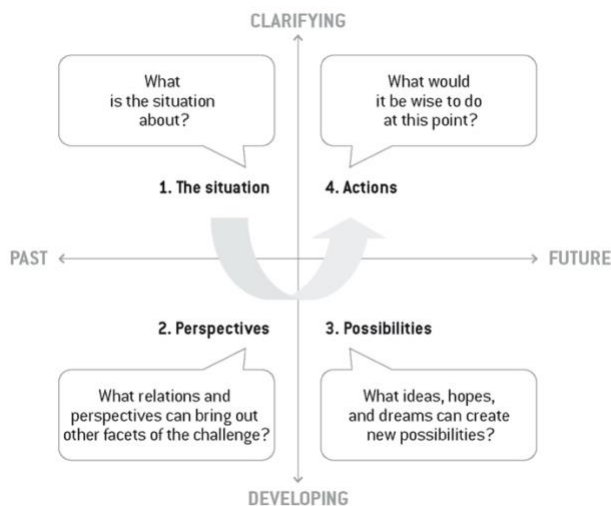 CLARIFYING
What
is the situation
about?
What would
it be wise to do
at this point?
1. The situation
4. Actions
PAST
FUTURE
2. Perspectives
3. Possibilities
What relations and
perspectives can bring out
other facets of the challenge?
What ideas, hopes,
and dreams can create
new possibilities?
DEVELOPING